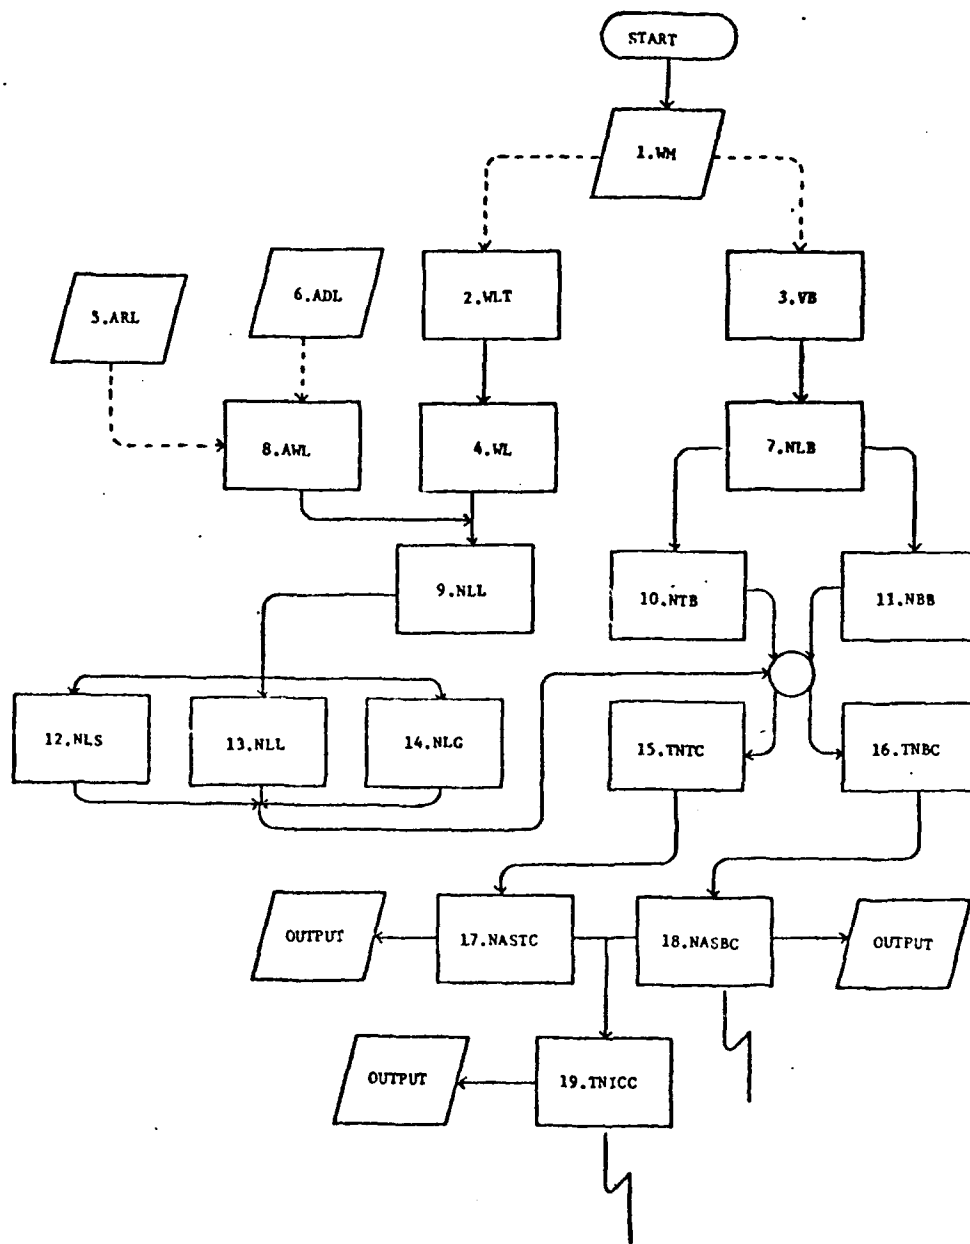 START
1.WM
2.WLT
3.VB
5.ARL
6.ADL
8.AWL
4.WL
7.NLB
9.NLL
10.NTB
11.NBB
12.NLS
13.NLL
14.NLG
15.TNTC
16.TNBC
OUTPUT
17.NASTC
18.NASBC
OUTPUT
OUTPUT
19.TNICC